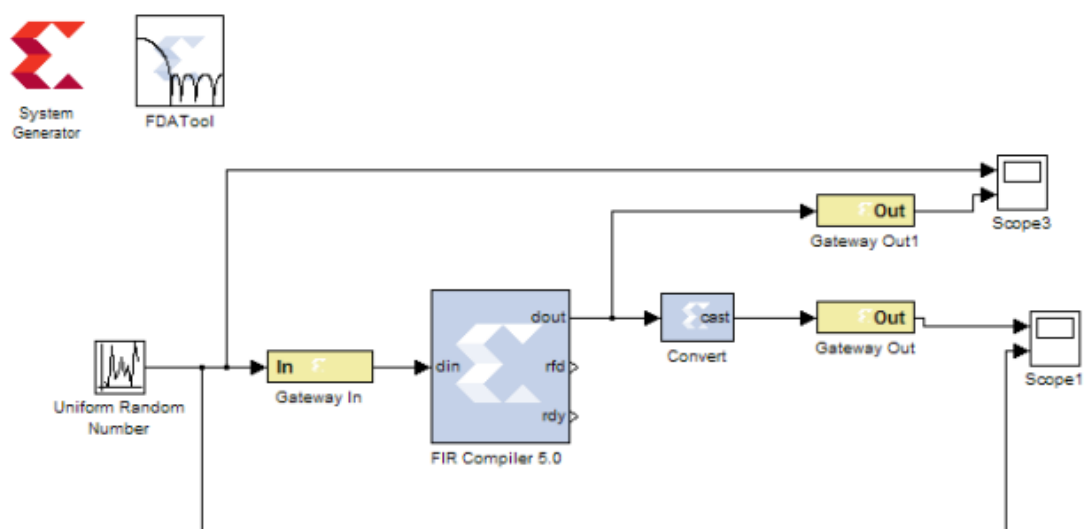 System
Generator
FDATool
Scope3
Out
Gateway Out1
dout
cast
Out
Convert
Gateway Out
Scope1
In
Gateway In
din
rfd
rdy
Uniform Random
Number
FIR Compiler 5.0